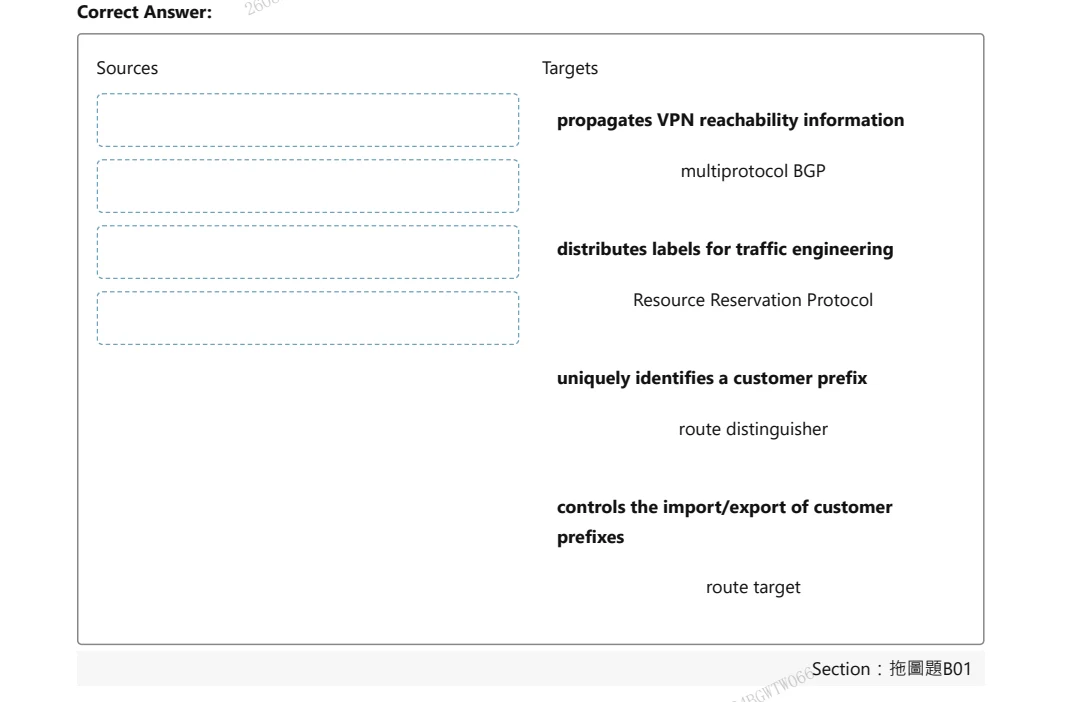 Correct Answer:
Sources
Targets
propagates VPN reachability information
multiprotocol BGP
distributes labels for traffic engineering
Resource Reservation Protocol
uniquely identifies a customer prefix
route distinguisher
controls the import/export of customer
prefixes
route target
Section：拖圖題B01